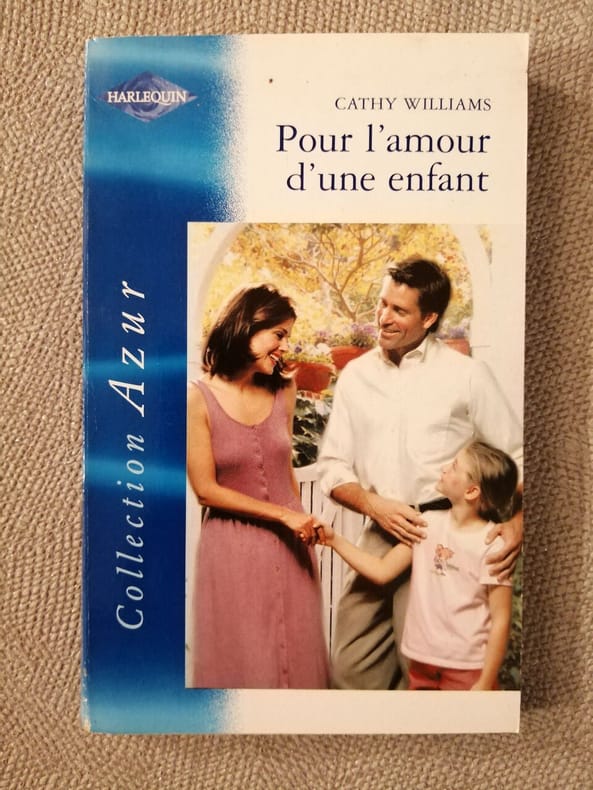 HARLEQUIN
CATHY WILLIAMS
Pour l'amour
d'une enfant
Collection Azur